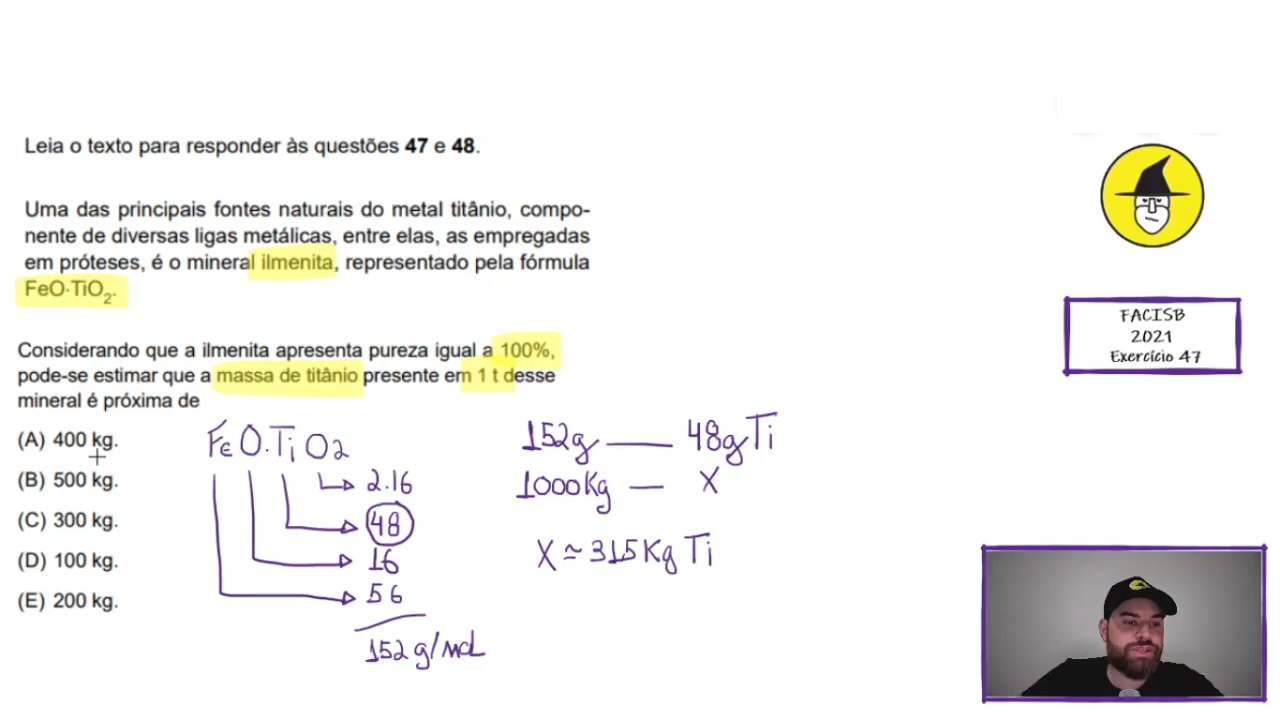 Leia o texto para responder às questões 47 e 48.
Uma das principais fontes naturais do metal titânio, compo-
nente de diversas ligas metálicas, entre elas, as empregadas
em próteses, é o mineral ilmenita, representado pela fórmula
FeO·TiO₂.
Considerando que a ilmenita apresenta pureza igual a 100%,
pode-se estimar que a massa de titânio presente em 1 t desse
mineral é próxima de
(A) 400 kg.
(B) 500 kg.
(C) 300 kg.
(D) 100 kg.
(E) 200 kg.
FeO.TiO2
2.16
48
16
56
152g/mol
152g — 48g Ti
1000Kg — X
X ≃ 315Kg Ti
FACISB
2021
Exercício 47